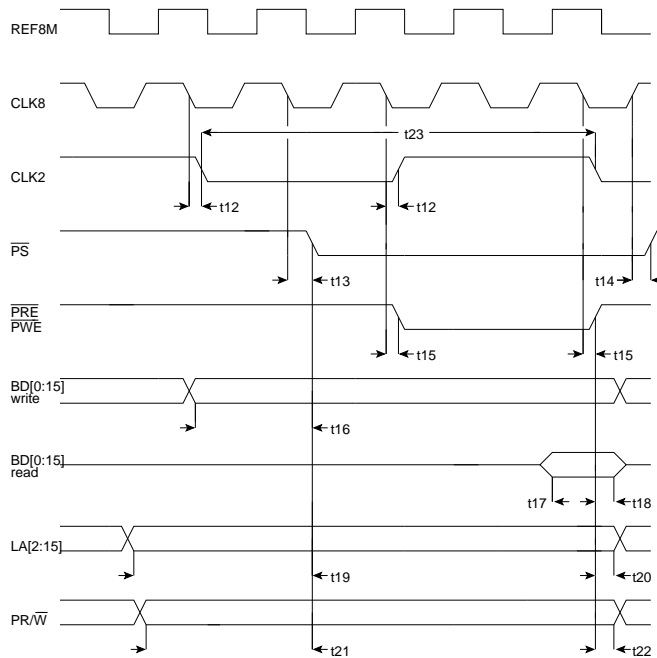 REF8M
CLK8
t23
CLK2
t12
t12
PS
t13
t14
PRE
PWE
t15
t15
BD[0:15]
write
t16
BD[0:15]
read
t17
t18
LA[2:15]
t19
t20
PR/W
t21
t22